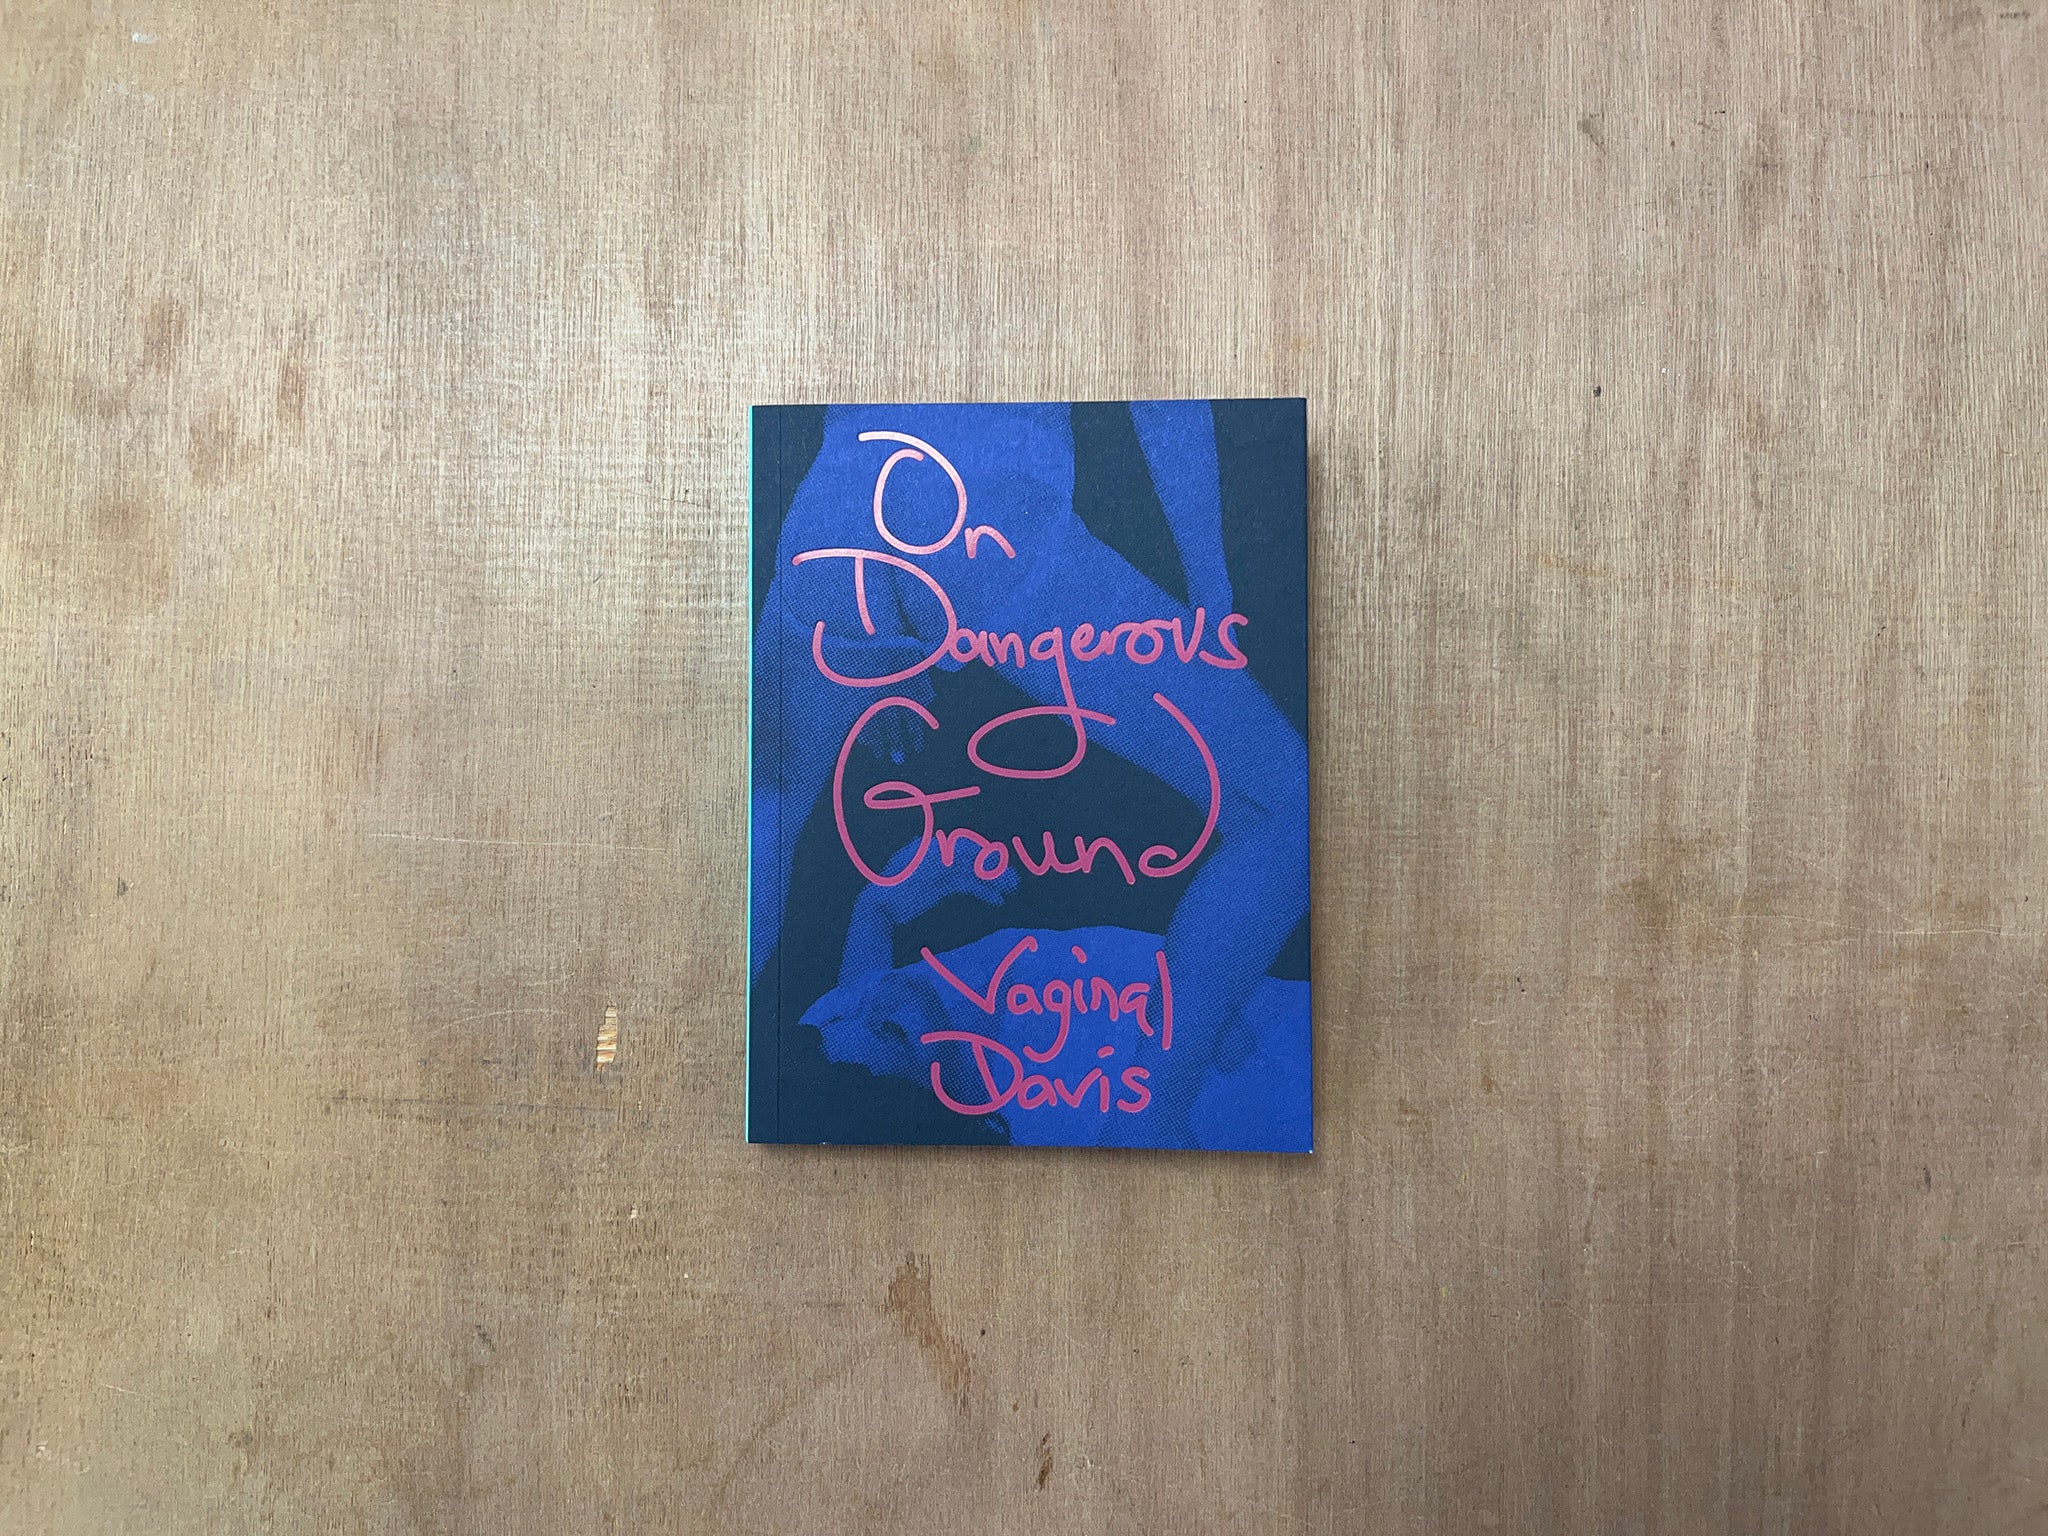 On
Dangerous
Ground
Vaginal
Davis